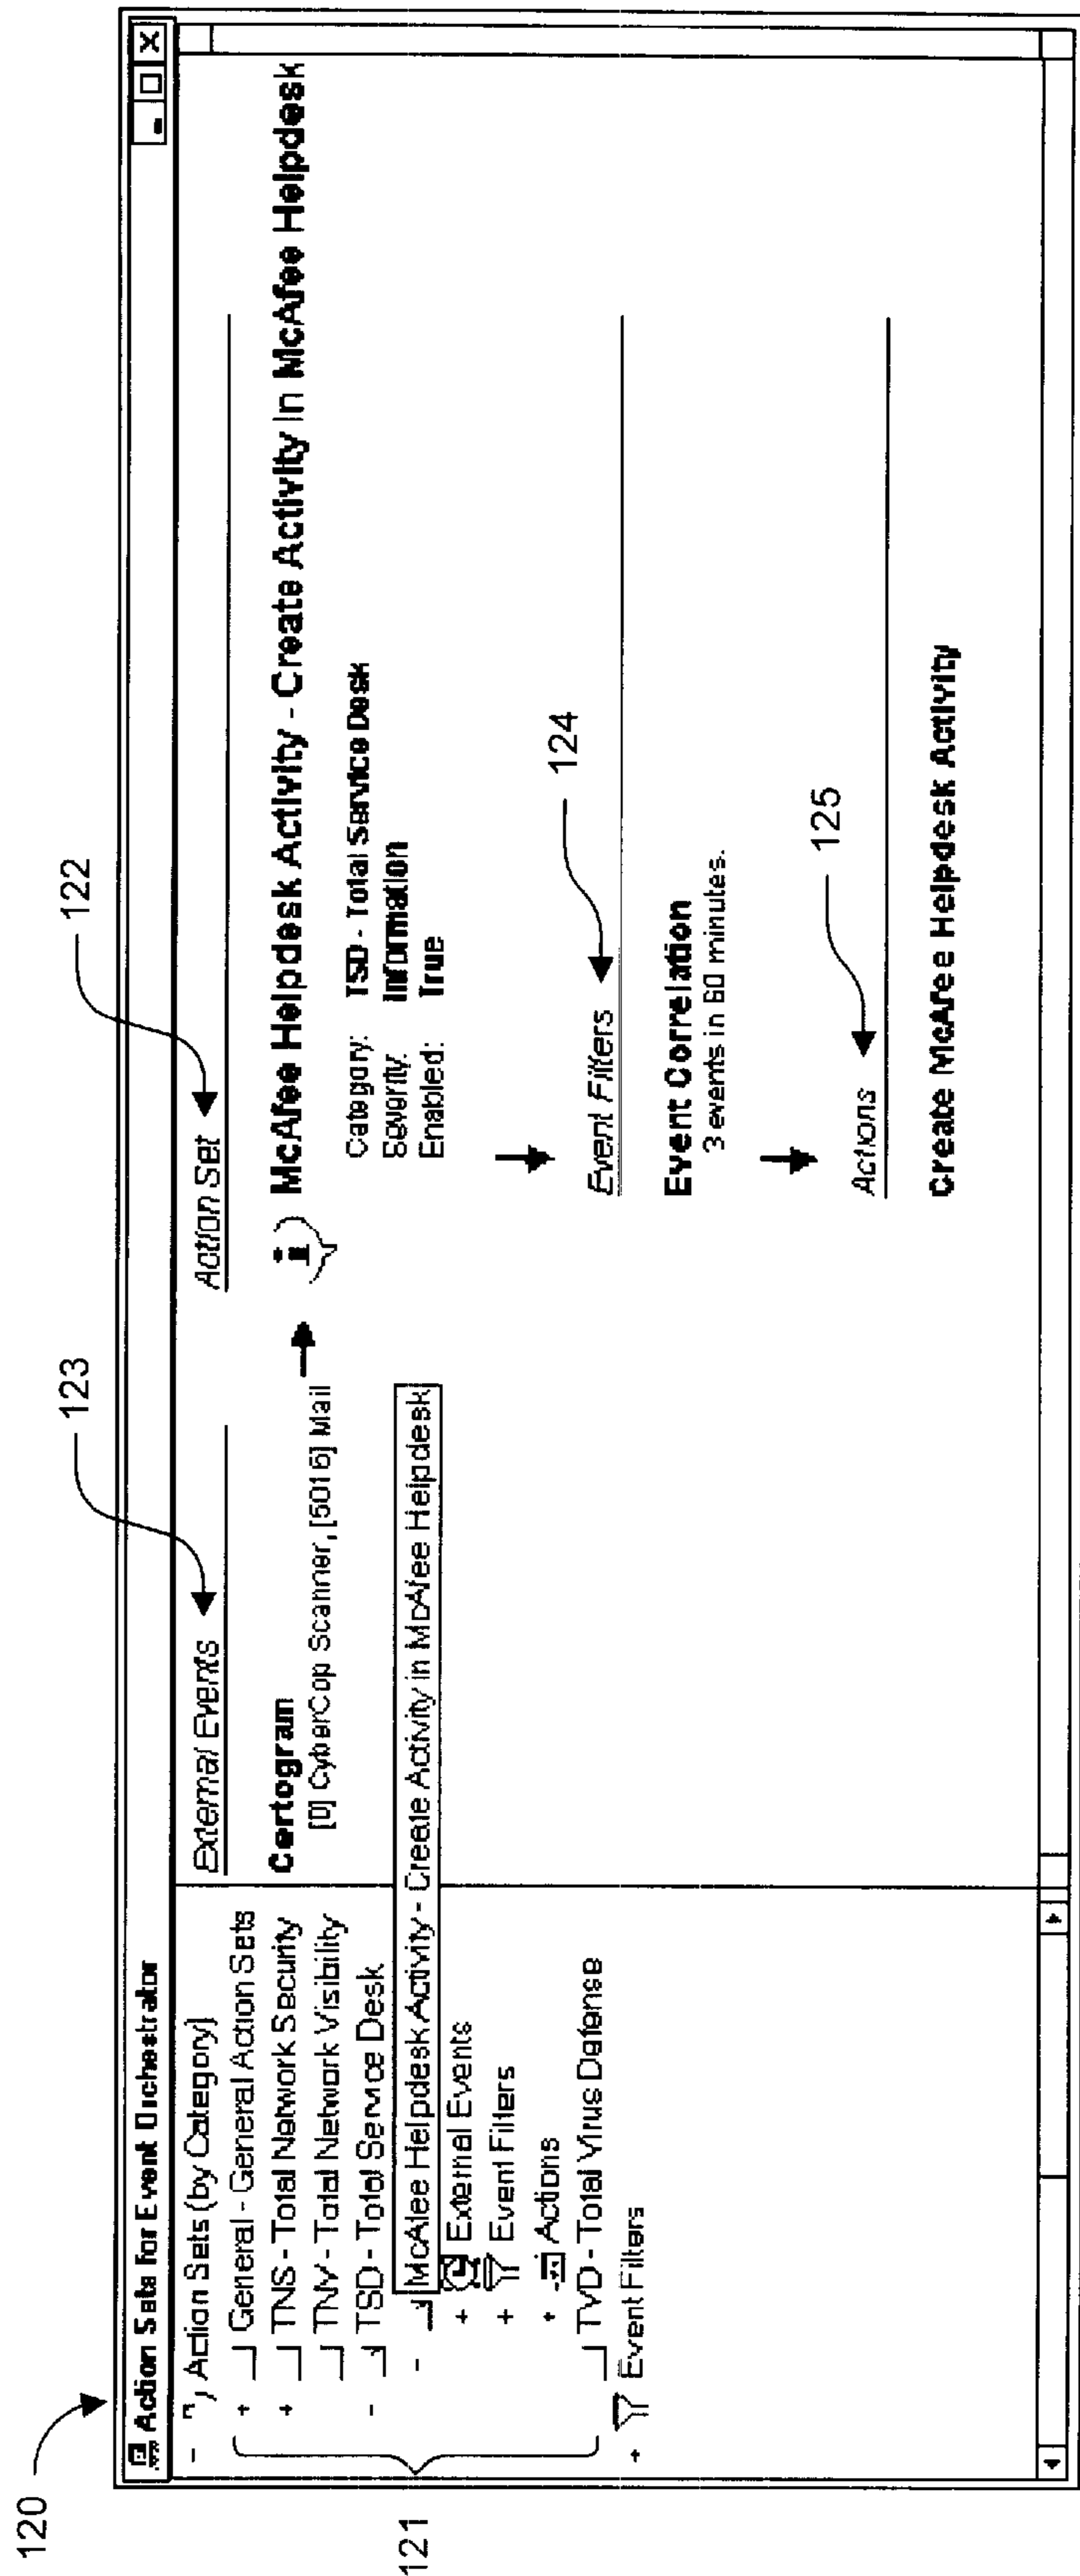 120
Action Sets for Event Orchestrator
121
Action Sets (by Category)
General - General Action Sets
TNS - Total Network Security
TNV - Total Network Visibility
TSD - Total Service Desk
McAfee Helpdesk Activity - Create Activity in McAfee Helpdesk
External Events
Event Filters
Actions
TVD - Total Virus Defense
Event Filters
123
External Events
Certogram
[0] CyberCop Scanner, [5016] Mail
122
Action Set
McAfee Helpdesk Activity - Create Activity In McAfee Helpdesk
Category: TSD - Total Service Desk
Severity: Information
Enabled: True
124
Event Filters
Event Correlation
3 events in 60 minutes.
125
Actions
Create McAfee Helpdesk Activity